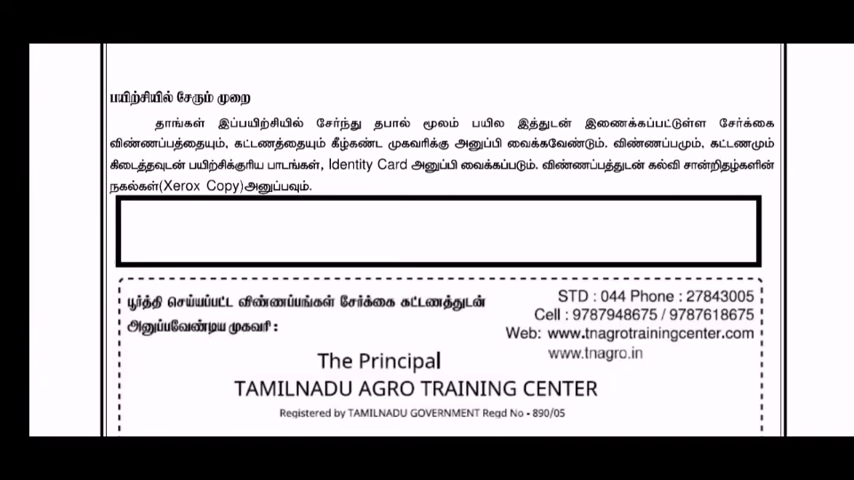 பயிற்சியில் சேரும் முறை
தாங்கள் இப்பயிற்சியில் சேர்ந்து தபால் மூலம் பயில இத்துடன் இணைக்கப்பட்டுள்ள சேர்க்கை
விண்ணப்பத்தையும், கட்டணத்தையும் கீழ்கண்ட முகவரிக்கு அனுப்பி வைக்கவேண்டும். விண்ணப்பமும், கட்டணமும்
கிடைத்தவுடன் பயிற்சிக்குரிய பாடங்கள், Identity Card அனுப்பி வைக்கப்படும். விண்ணப்பத்துடன் கல்வி சான்றிதழ்களின்
நகல்கள்(Xerox Copy)அனுப்பவும்.
பூர்த்தி செய்யப்பட்ட விண்ணப்பங்கள் சேர்க்கை கட்டணத்துடன்
அனுப்பவேண்டிய முகவரி :
STD : 044 Phone : 27843005
Cell : 9787948675 / 9787618675
Web: www.tnagrotrainingcenter.com
www.tnagro.in
The Principal
TAMILNADU AGRO TRAINING CENTER
Registered by TAMILNADU GOVERNMENT Regd No - 890/05